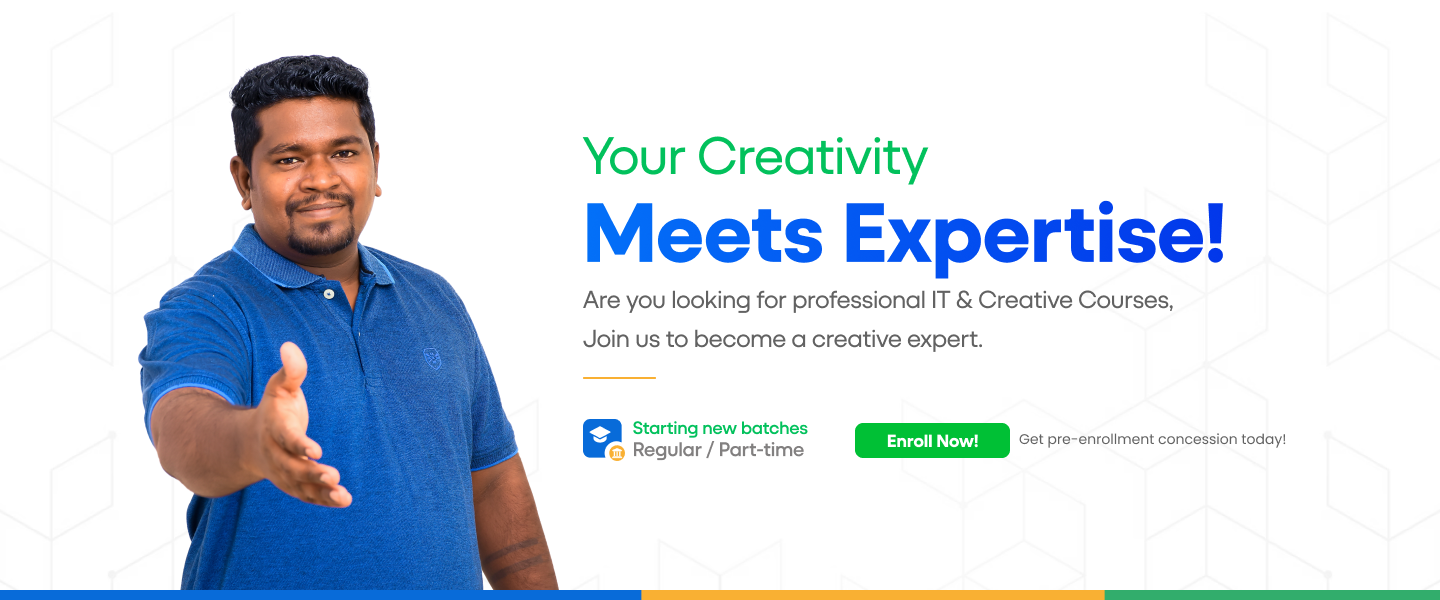 Your Creativity
Meets Expertise!
Are you looking for professional IT & Creative Courses,
Join us to become a creative expert.
Starting new batches
Regular / Part-time
Enroll Now!
Get pre-enrollment concession today!